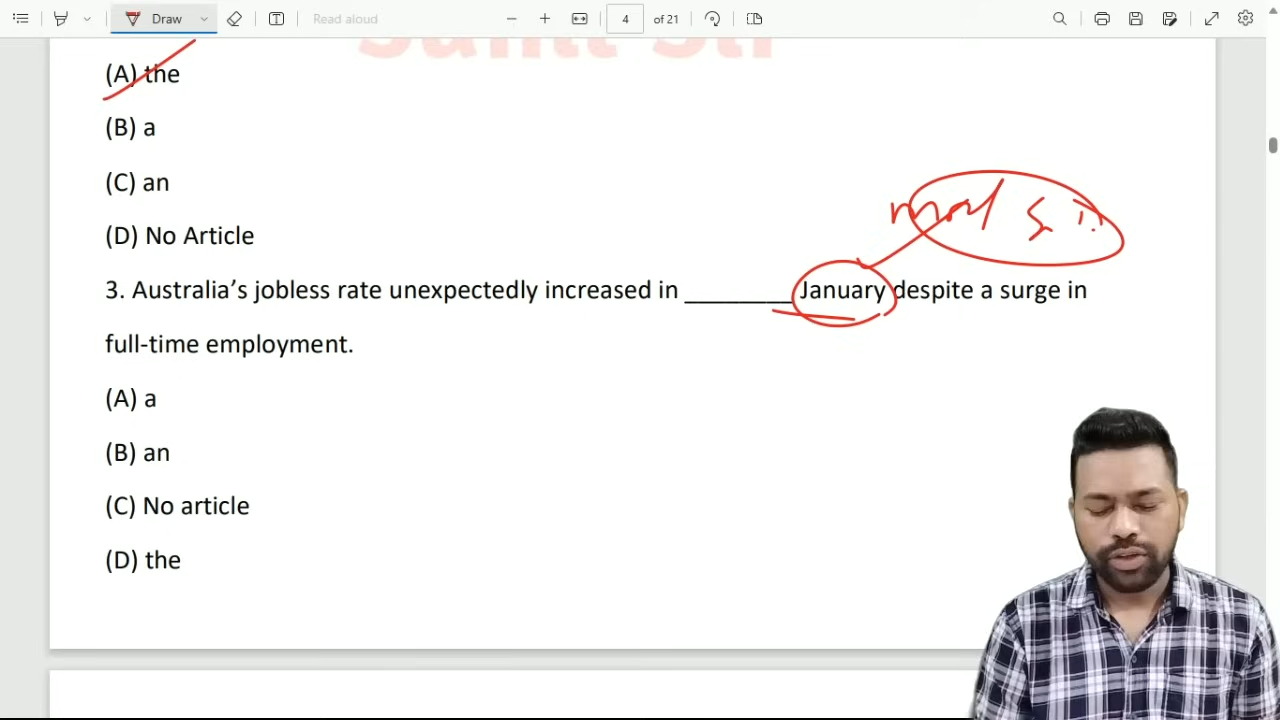 Draw
Read aloud
4 of 21
(A) the
(B) a
(C) an
(D) No Article
3. Australia’s jobless rate unexpectedly increased in ________ January despite a surge in
full-time employment.
(A) a
(B) an
(C) No article
(D) the